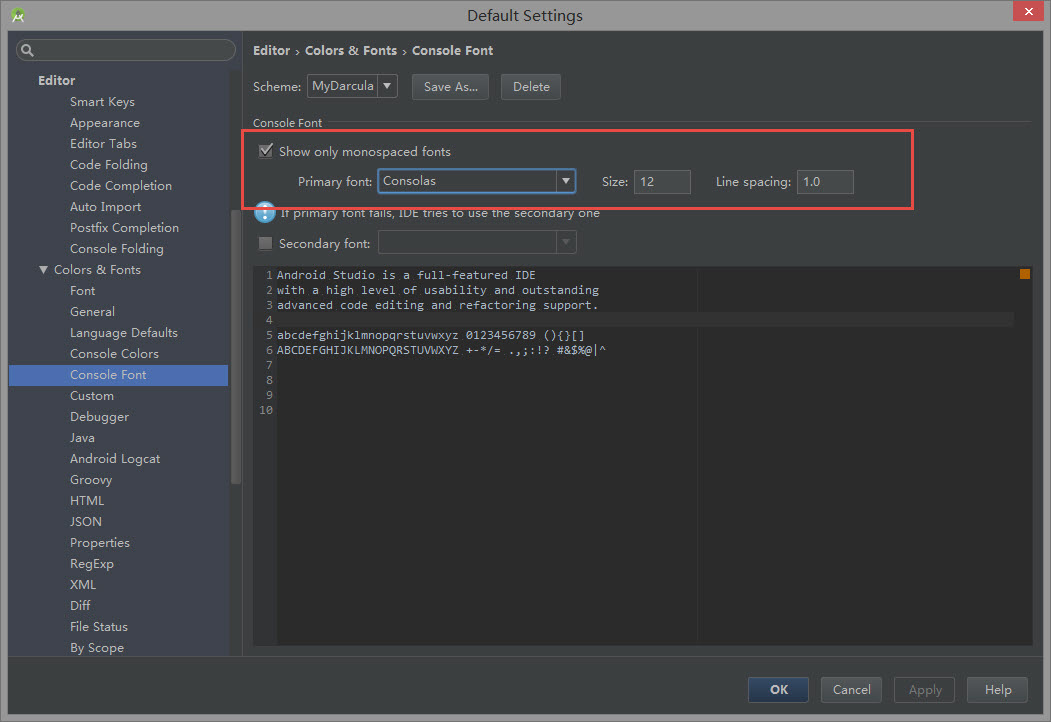 Default Settings
Editor › Colors & Fonts › Console Font
Scheme: MyDarcula Save As... Delete
Console Font
Show only monospaced fonts
Primary font: Consolas Size: 12 Line spacing: 1.0
If primary font fails, IDE tries to use the secondary one
Secondary font:
1 Android Studio is a full-featured IDE
2 with a high level of usability and outstanding
3 advanced code editing and refactoring support.
4
5 abcdefghijklmnopqrstuvwxyz 0123456789 (){}[]
6 ABCDEFGHIJKLMNOPQRSTUVWXYZ +-*/= .,;:!? #&$%@|^
7
8
9
10
Editor
Smart Keys
Appearance
Editor Tabs
Code Folding
Code Completion
Auto Import
Postfix Completion
Console Folding
Colors & Fonts
Font
General
Language Defaults
Console Colors
Console Font
Custom
Debugger
Java
Android Logcat
Groovy
HTML
JSON
Properties
RegExp
XML
Diff
File Status
By Scope
OK Cancel Apply Help